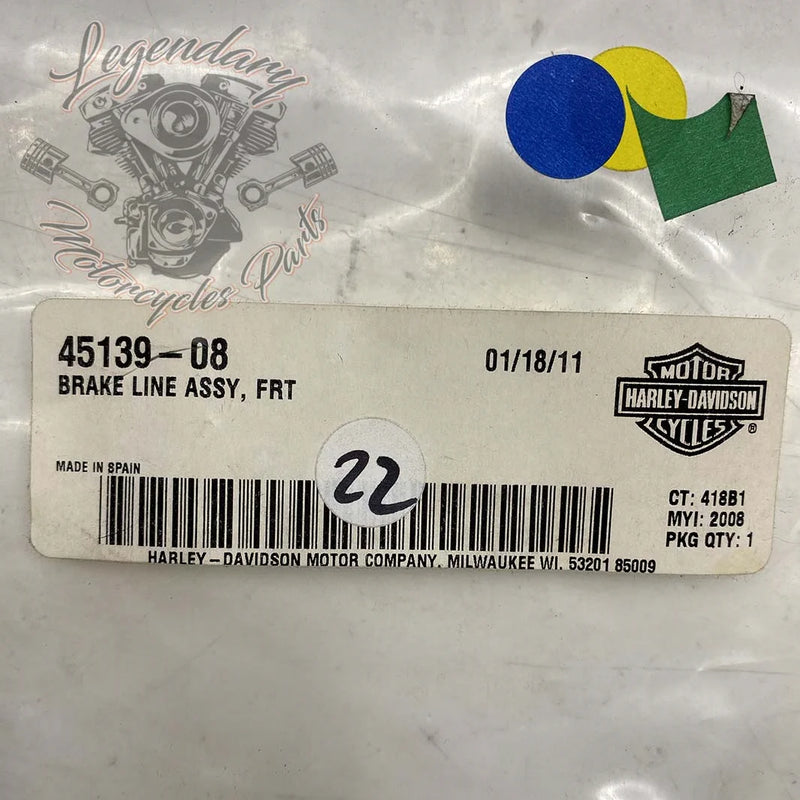 Legendary
Motorcycles Parts
45139-08
01/18/11
BRAKE LINE ASSY, FRT
MOTOR
HARLEY-DAVIDSON
CYCLES
®
MADE IN SPAIN
22
CT: 418B1
MYI: 2008
PKG QTY: 1
HARLEY-DAVIDSON MOTOR COMPANY, MILWAUKEE WI. 53201 85009